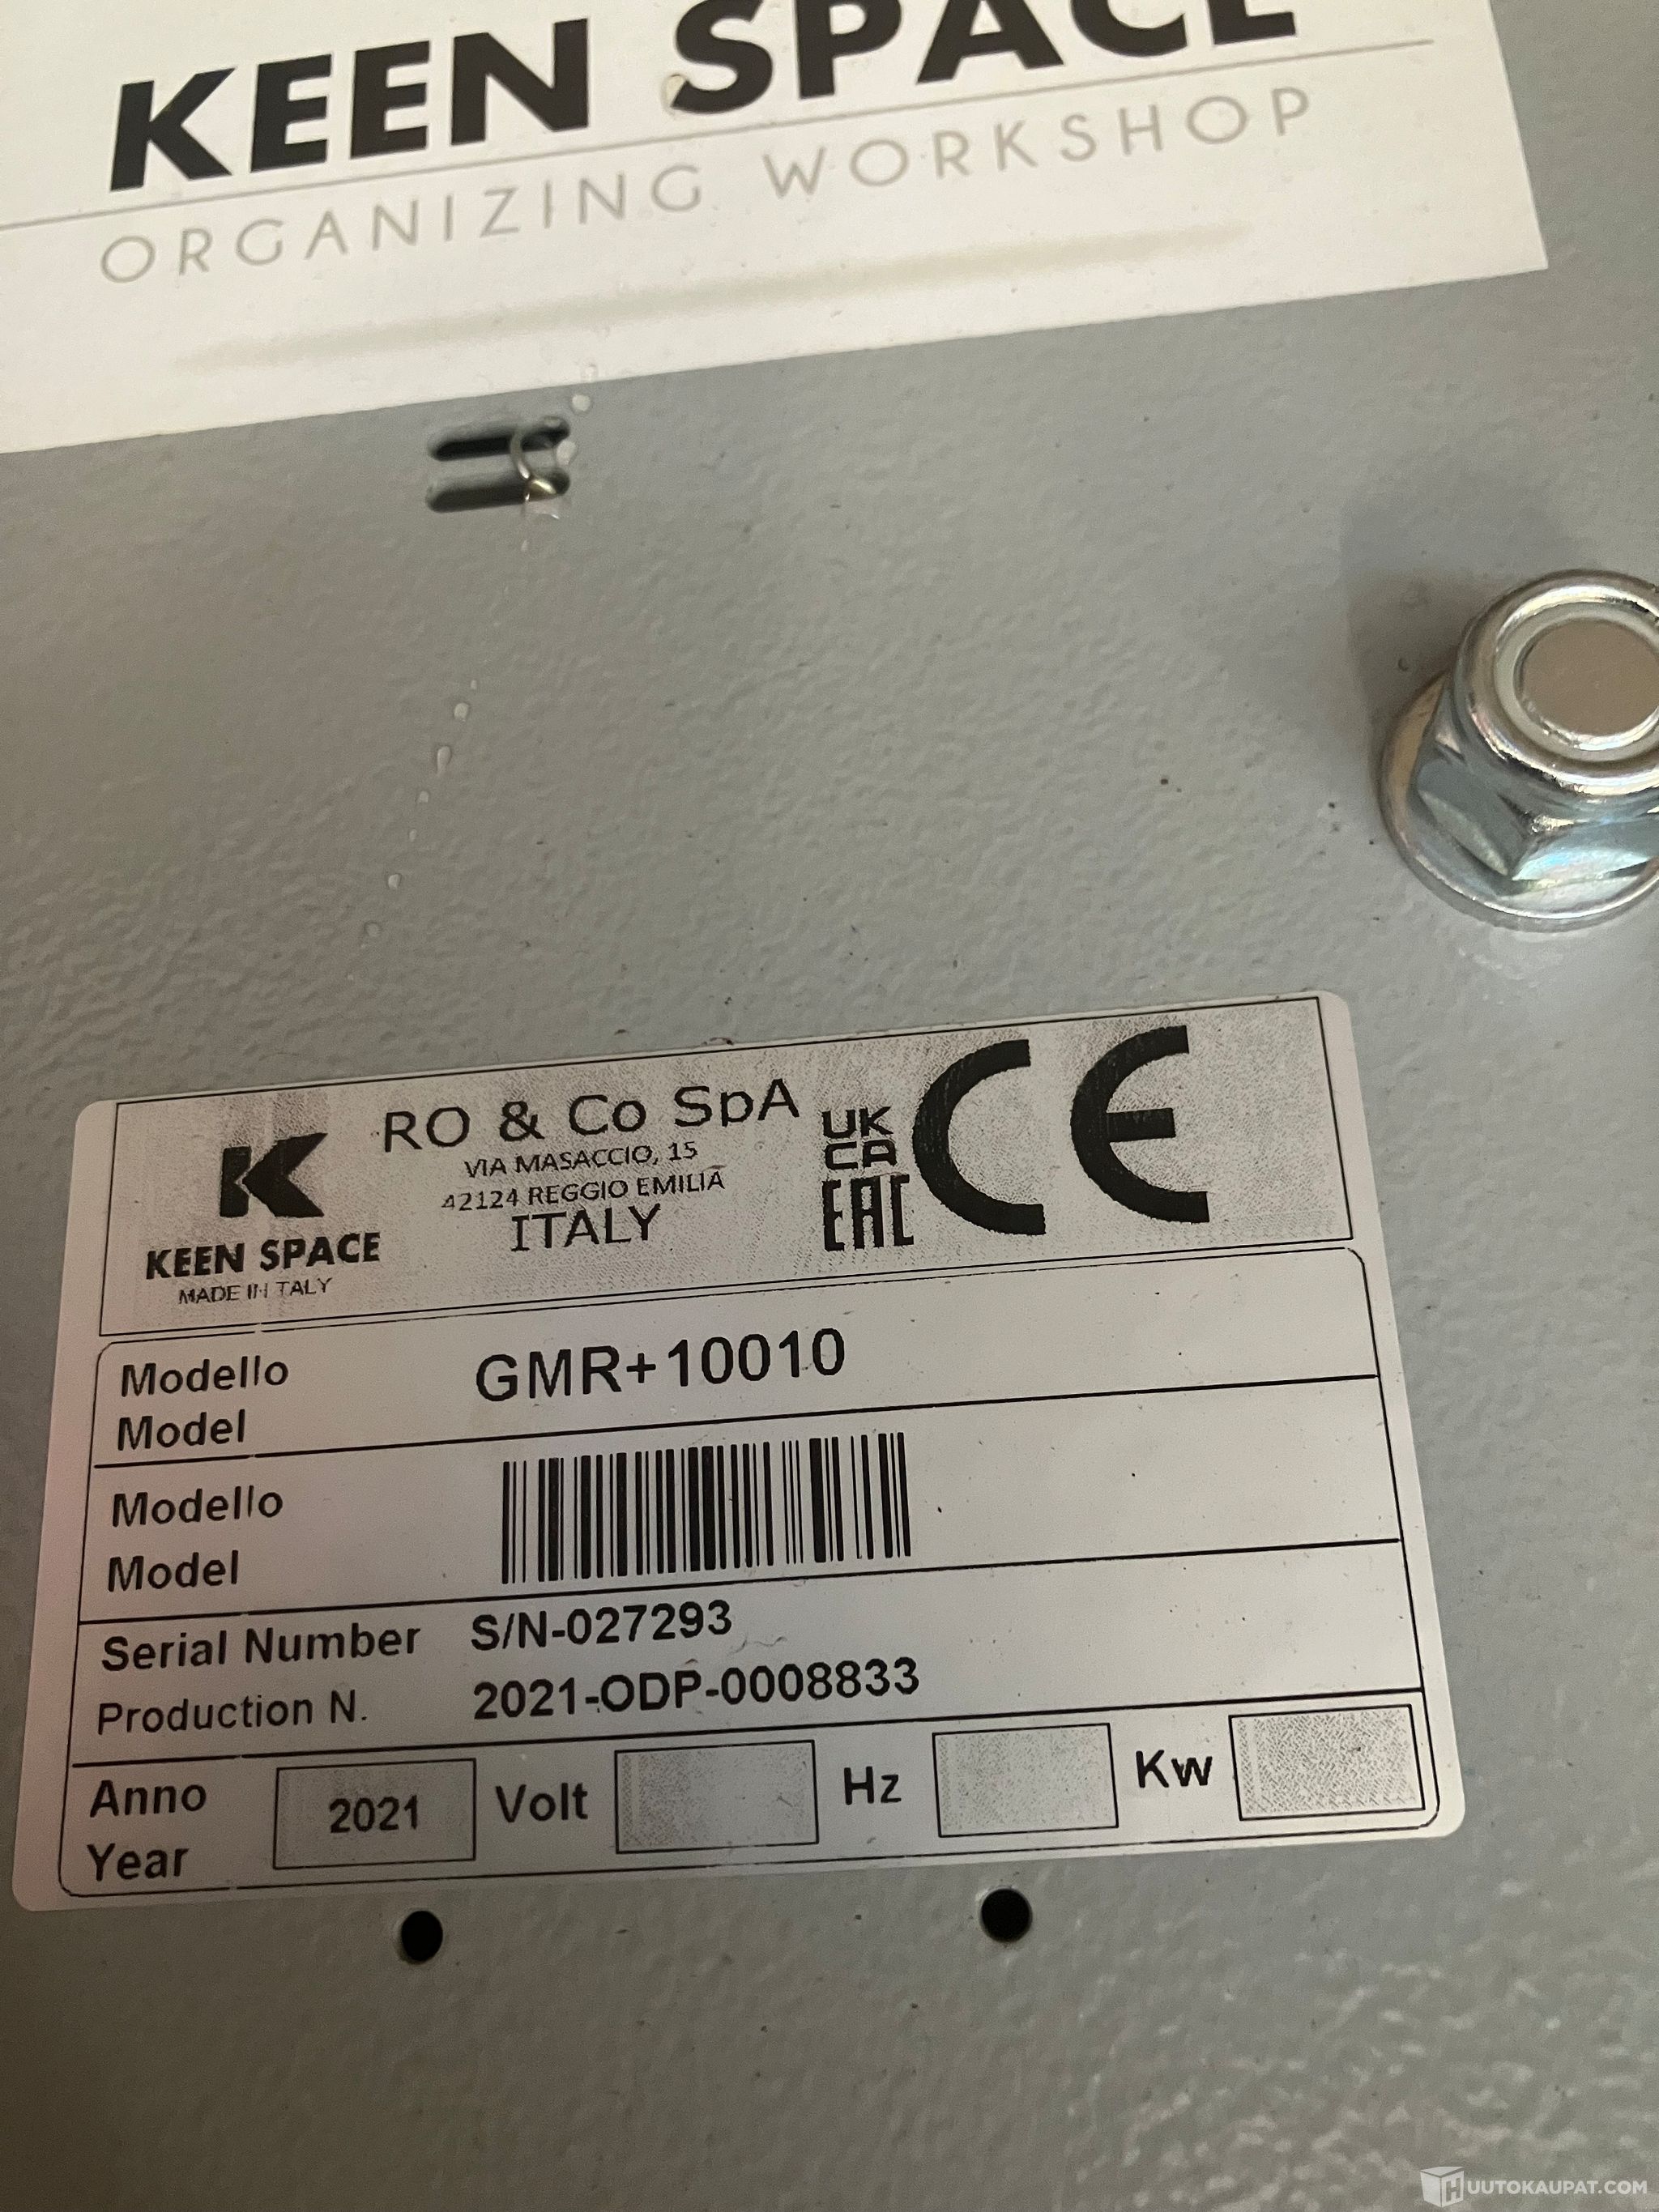 KEEN SPACE
ORGANIZING WORKSHOP
K
KEEN SPACE
MADE IN ITALY
RO & Co SpA
VIA MASACCIO, 15
42124 REGGIO EMILIA
ITALY
UK
CA
EAC
CE
Modello
Model
GMR+10010
Modello
Model
Serial Number S/N-027293
Production N. 2021-ODP-0008833
Anno
Year
2021
Volt
Hz
Kw
HUUTOKAUPAT.COM